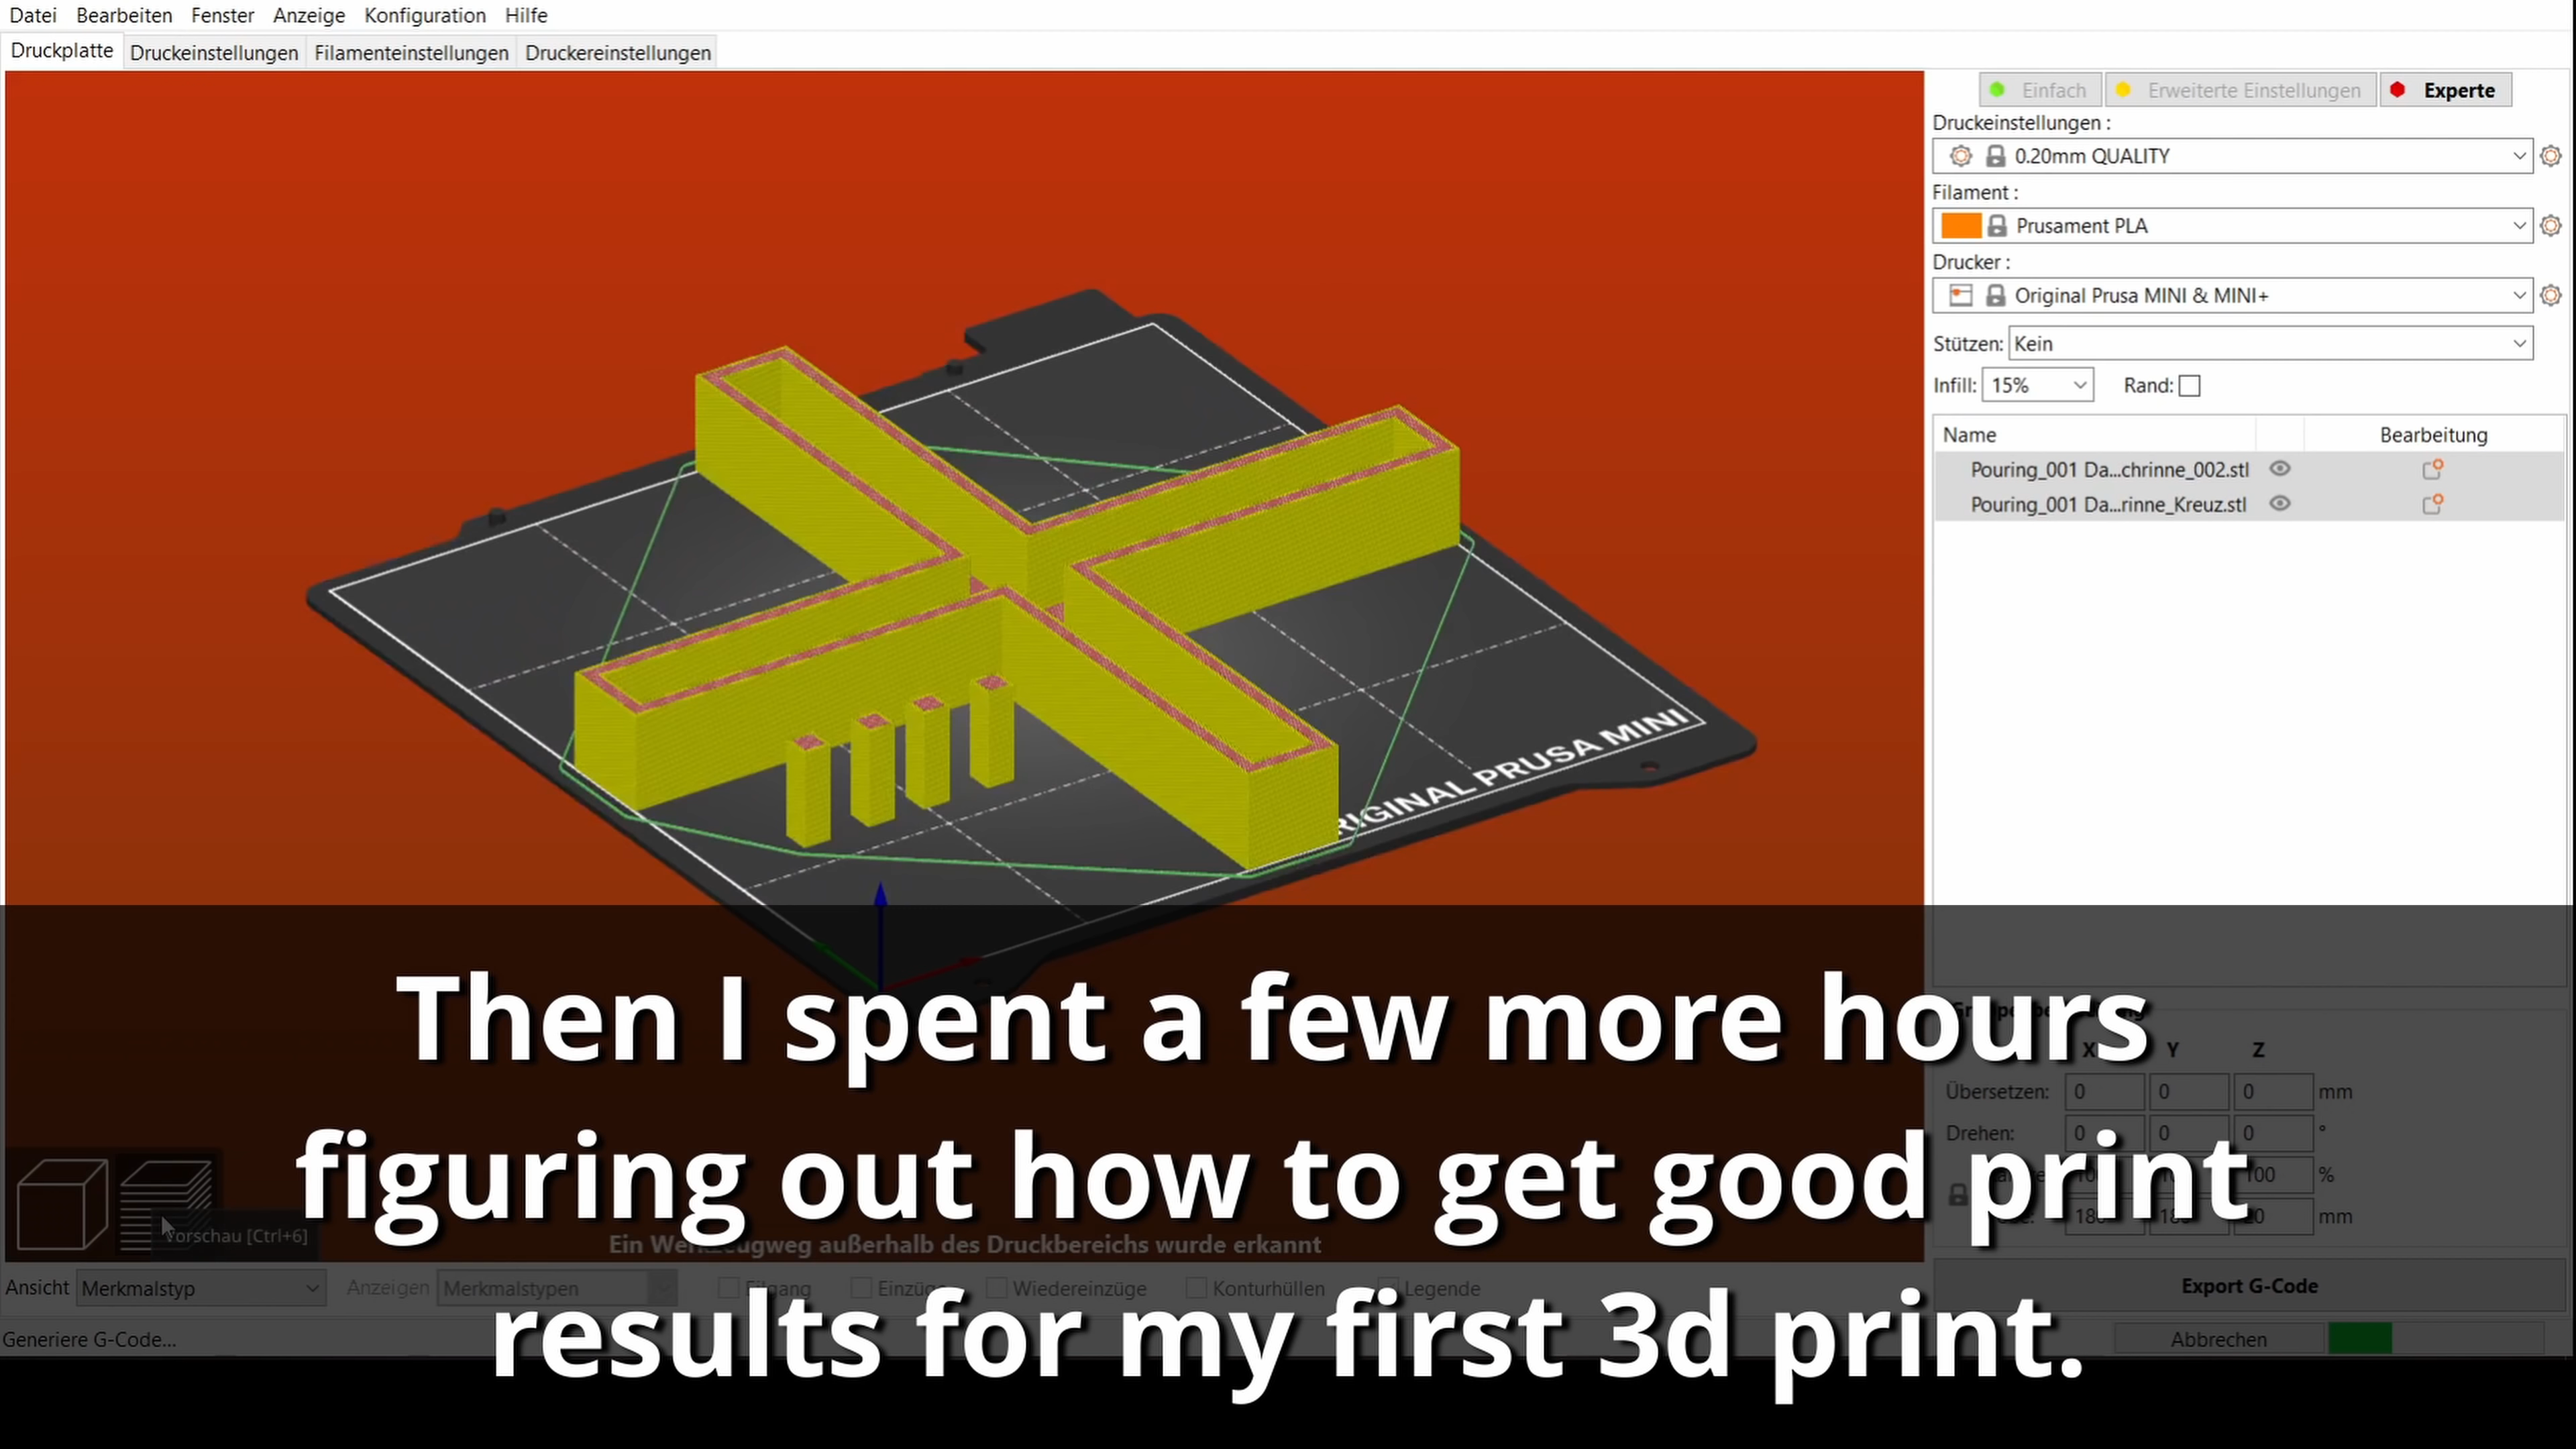 Datei Bearbeiten Fenster Anzeige Konfiguration Hilfe
Druckplatte Druckeinstellungen Filamenteinstellungen Druckereinstellungen
Einfach Erweiterte Einstellungen Experte
Druckeinstellungen :
0.20mm QUALITY
Filament :
Prusament PLA
Drucker :
Original Prusa MINI & MINI+
Stützen: Kein
Infill: 15% Rand:
Name Bearbeitung
Pouring_001 Da...chrinne_002.stl
Pouring_001 Da...rinne_Kreuz.stl
RIGINAL PRUSA MINI
Then I spent a few more hours
figuring out how to get good print
results for my first 3d print.
X Y Z
Übersetzen: 0 0 0 mm
Drehen: 0 0 0 °
100 %
mm
Vorschau [Ctrl+6]
Ein Werkzeugweg außerhalb des Druckbereichs wurde erkannt
Ansicht Merkmalstyp Anzeigen Merkmalstypen Eilgang Einzüge Wiedereinzüge Konturhüllen Legende
Export G-Code
Generiere G-Code...
Abbrechen